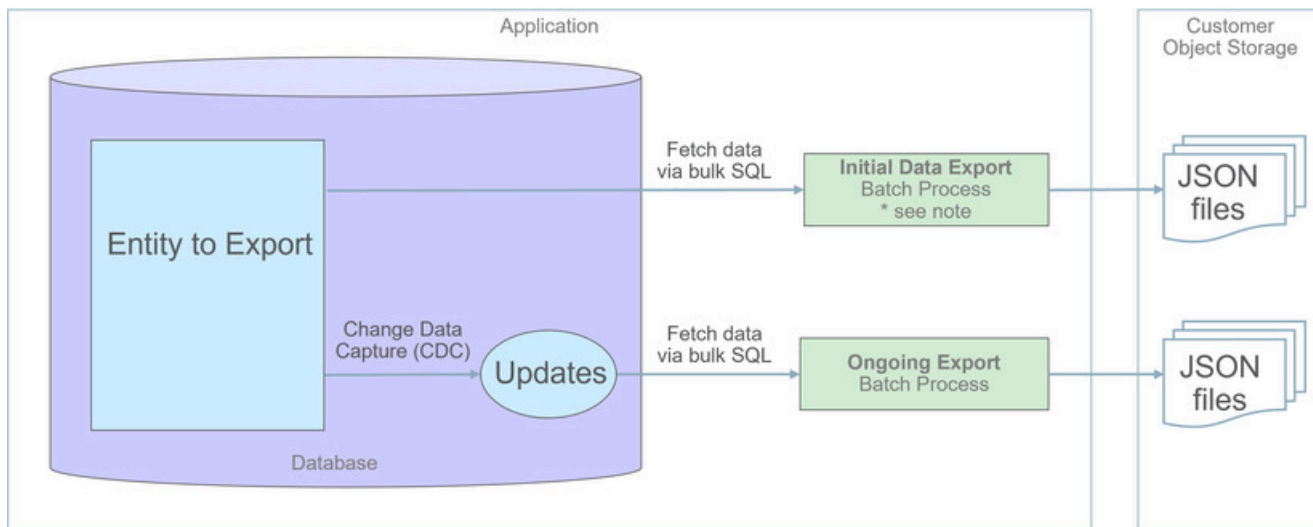 Application
Customer
Object Storage
Fetch data
via bulk SQL
Initial Data Export
Batch Process
* see note
JSON
files
Entity to Export
Change Data
Capture (CDC)
Updates
Fetch data
via bulk SQL
Ongoing Export
Batch Process
JSON
files
Database